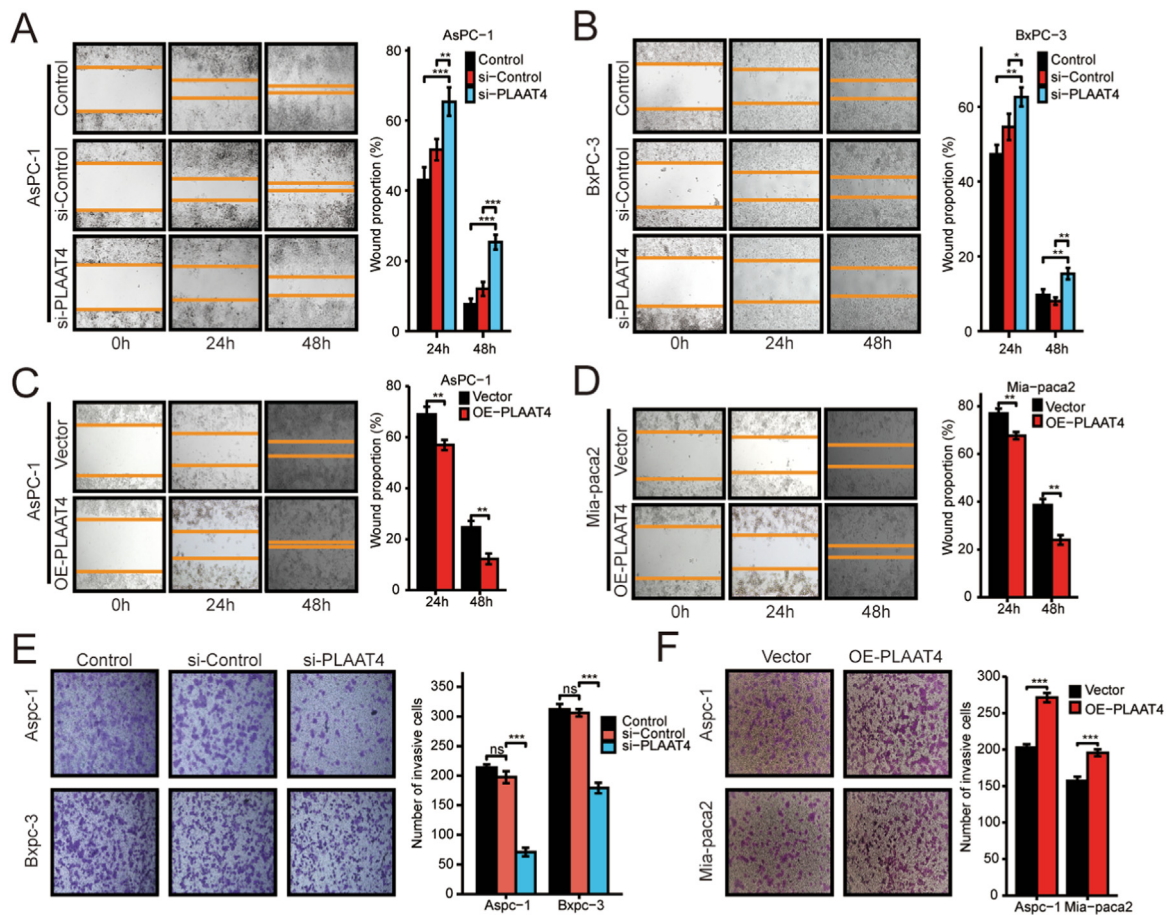 A
AsPC-1
Control
si-Control
si-PLAAT4
0h
24h
48h
AsPC-1
Wound proportion (%)
80
60
40
20
0
Control
si-Control
si-PLAAT4
**
***
***
***
24h
48h
B
BxPC-3
Control
si-Control
si-PLAAT4
0h
24h
48h
BxPC-3
Wound proportion (%)
60
40
20
0
Control
si-Control
si-PLAAT4
*
**
**
**
24h
48h
C
AsPC-1
Vector
OE-PLAAT4
0h
24h
48h
AsPC-1
Wound proportion (%)
80
60
40
20
0
Vector
OE-PLAAT4
**
**
24h
48h
D
Mia-paca2
Vector
OE-PLAAT4
0h
24h
48h
Mia-paca2
Wound proportion (%)
80
60
40
20
0
Vector
OE-PLAAT4
**
**
24h
48h
E
Control
si-Control
si-PLAAT4
Aspc-1
Bxpc-3
Number of invasive cells
350
300
250
200
150
100
50
0
ns
***
ns
***
Control
si-Control
si-PLAAT4
Aspc-1
Bxpc-3
F
Vector
OE-PLAAT4
Aspc-1
Mia-paca2
Number of invasive cells
300
250
200
150
100
50
0
***
***
Vector
OE-PLAAT4
Aspc-1
Mia-paca2